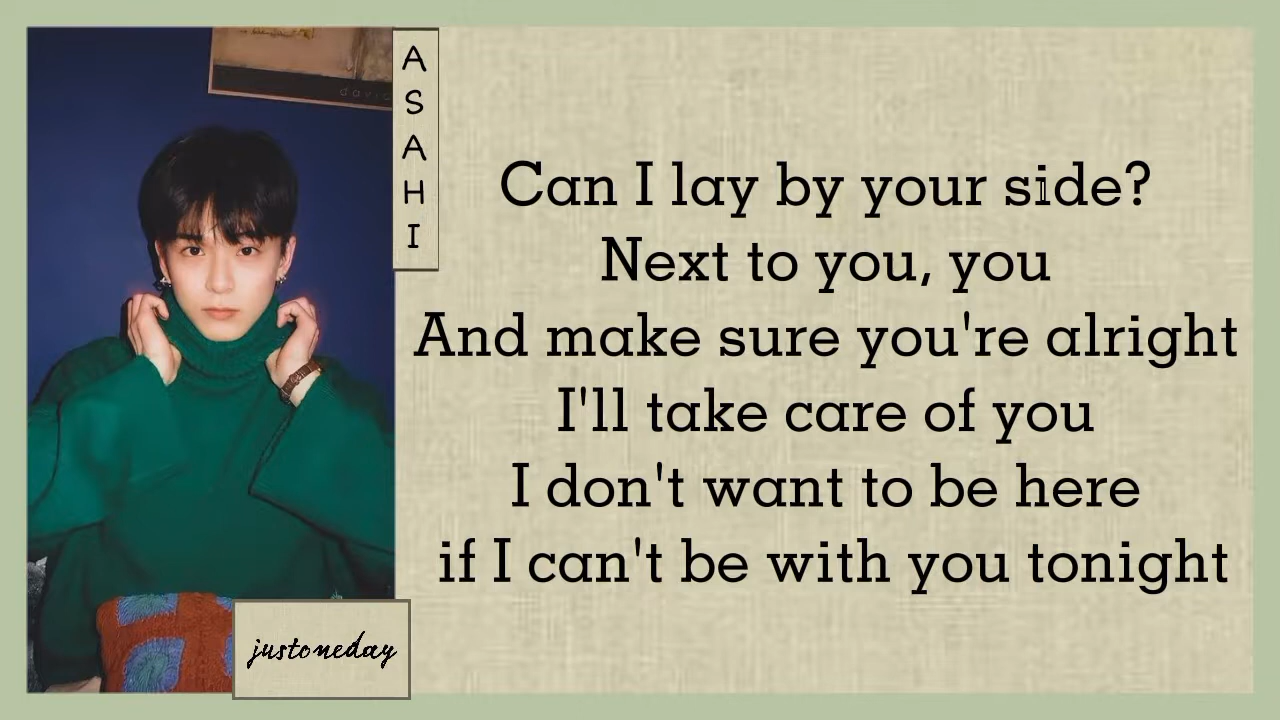 davi
ASAHI
Can I lay by your side?
Next to you, you
And make sure you're alright
I'll take care of you
I don't want to be here
if I can't be with you tonight
justoneday